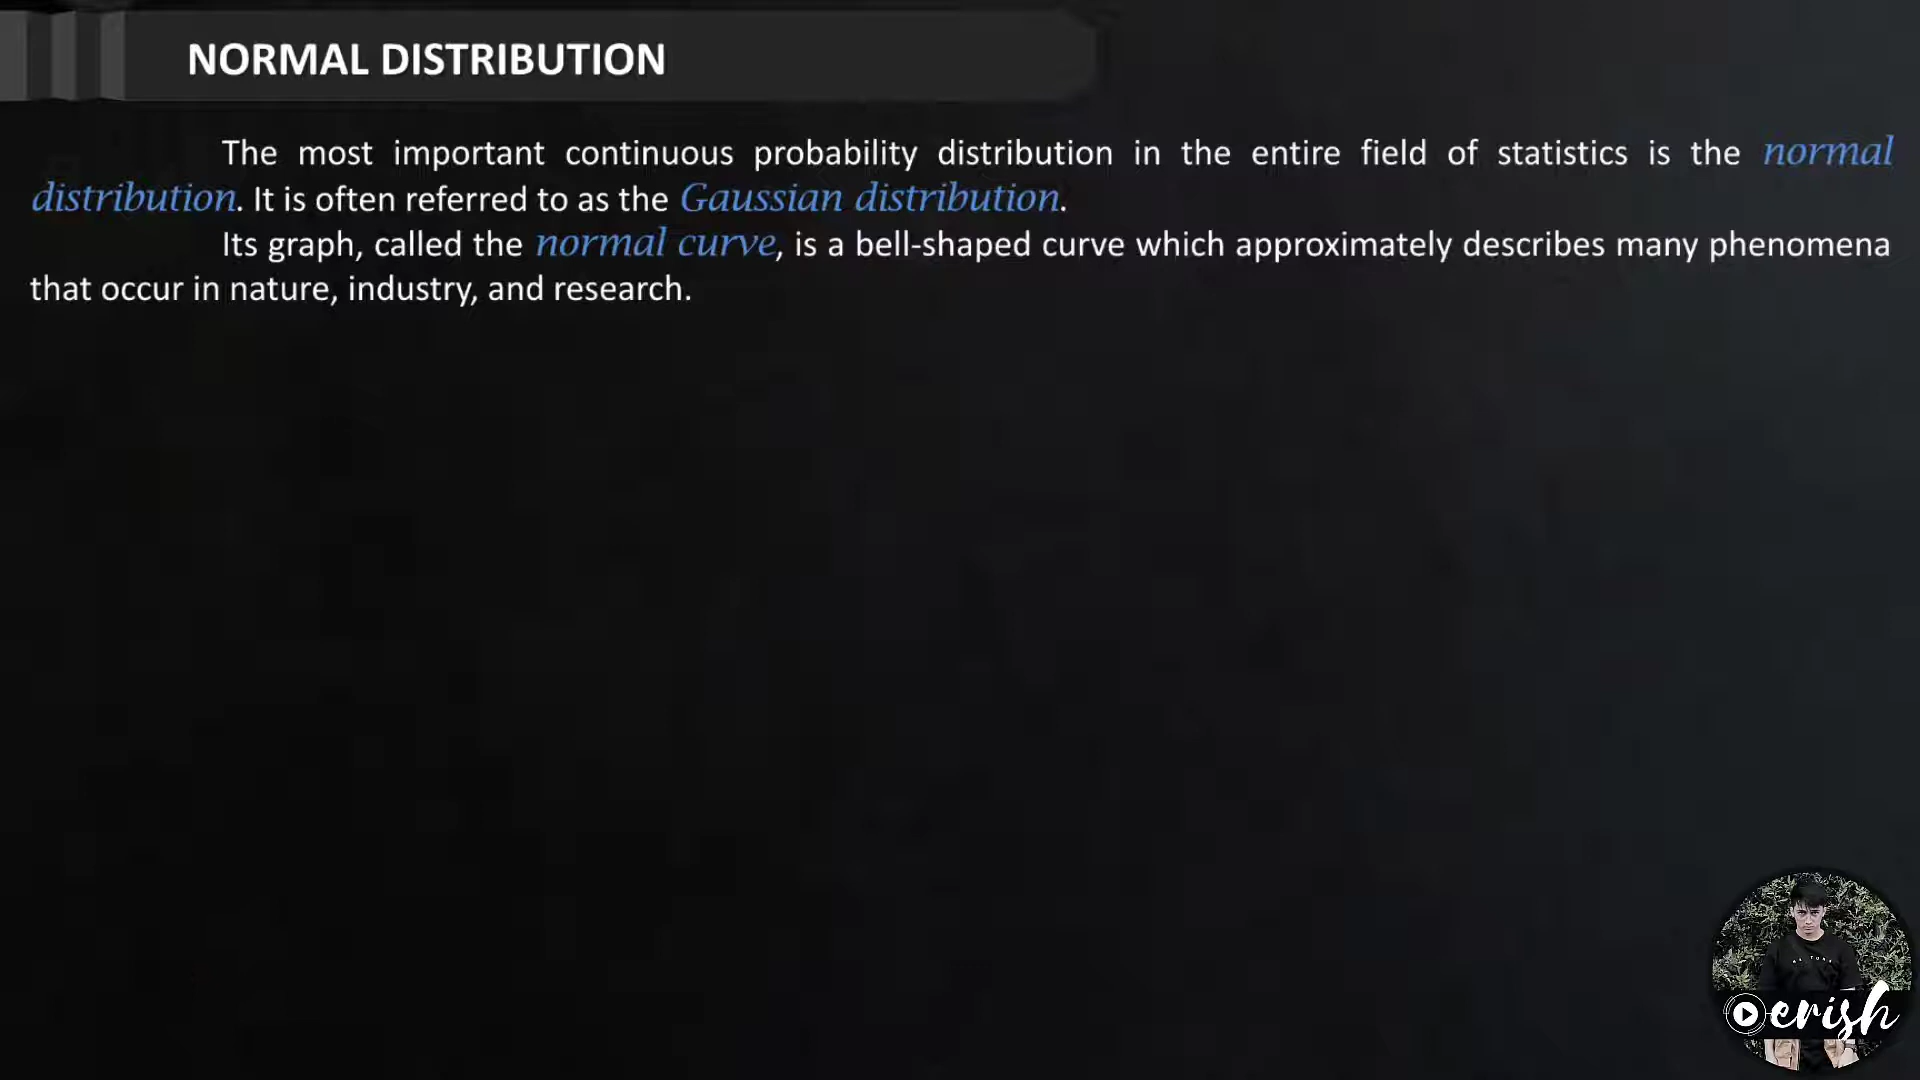 NORMAL DISTRIBUTION
The most important continuous probability distribution in the entire field of statistics is the normal
distribution. It is often referred to as the Gaussian distribution.
Its graph, called the normal curve, is a bell-shaped curve which approximately describes many phenomena
that occur in nature, industry, and research.
erish